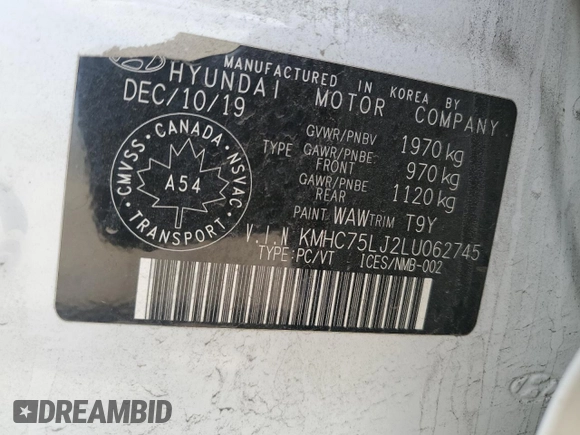 MANUFACTURED IN KOREA BY
HYUNDAI MOTOR COMPANY
DEC/10/19
GVWR/PNBV 1970 kg
TYPE GAWR/PNBE: FRONT 970 kg
GAWR/PNBE REAR 1120 kg
PAINT WAW TRIM T9Y
V.I.N KMHC75LJ2LU062745
TYPE:PC/VT ICES/NMB-002
CMVSS · CANADA · NSVAC
A54
TRANSPORT
DREAMBID